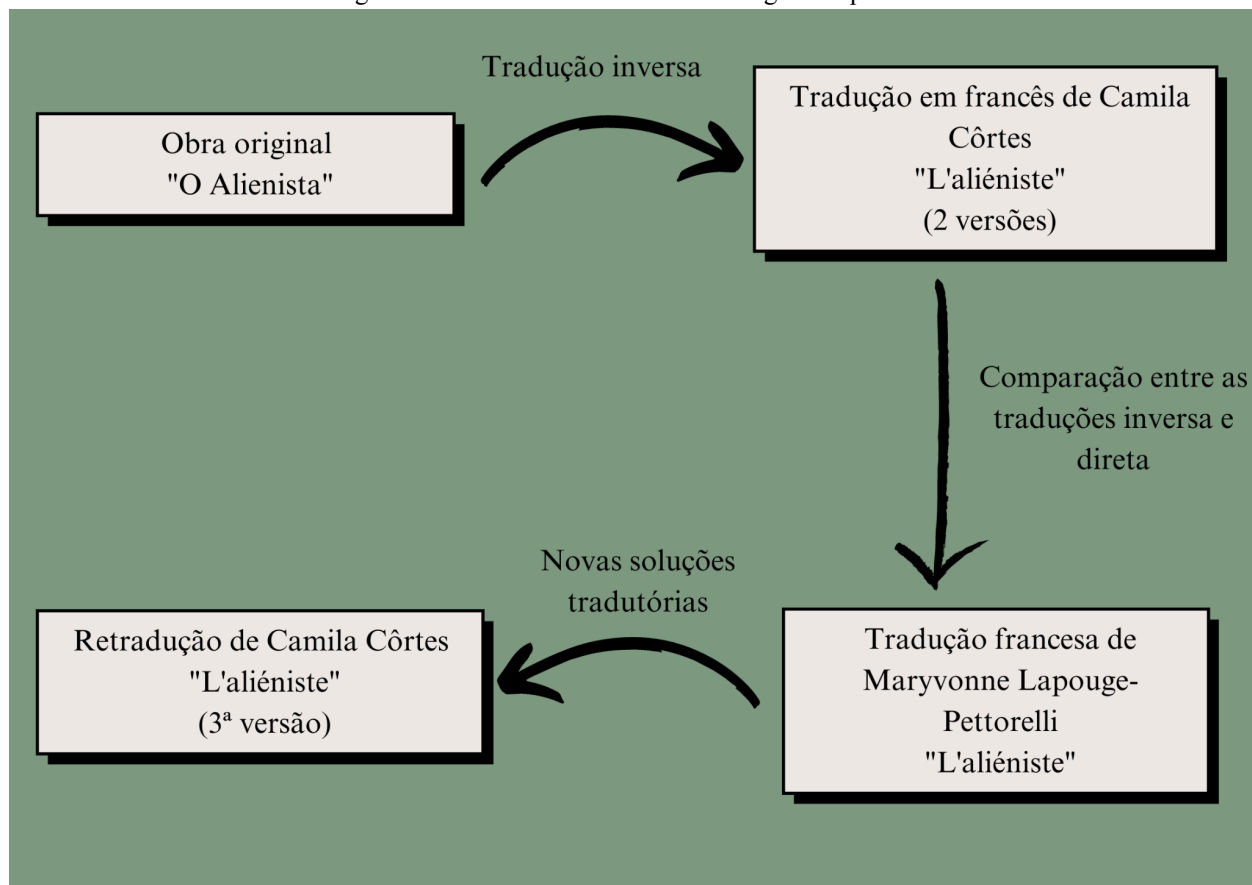 Tradução inversa
Obra original
"O Alienista"
Tradução em francês de Camila
Côrtes
"L'aliéniste"
(2 versões)
Comparação entre as
traduções inversa e
direta
Tradução francesa de
Maryvonne Lapouge-
Pettorelli
"L'aliéniste"
Novas soluções
tradutórias
Retradução de Camila Côrtes
"L'aliéniste"
(3ª versão)